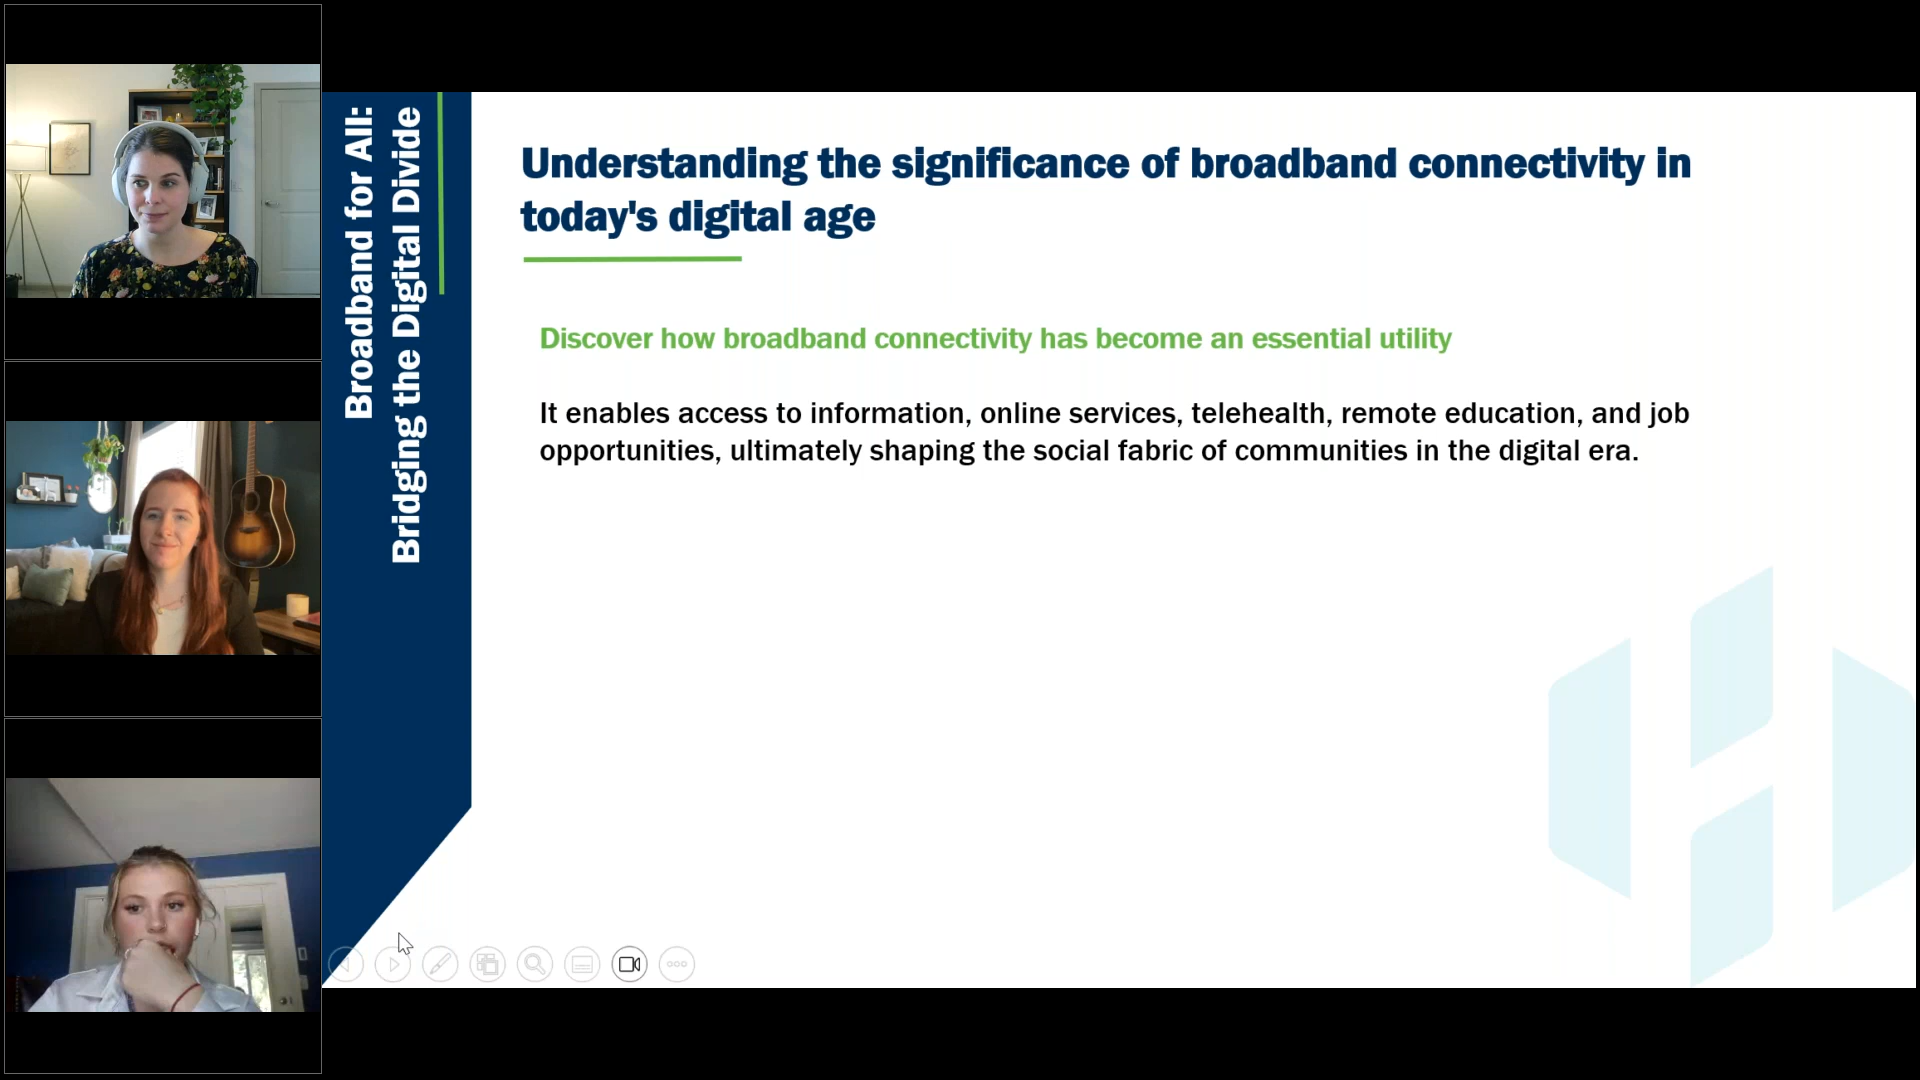 Broadband for All:
Bridging the Digital Divide
Understanding the significance of broadband connectivity in
today's digital age
Discover how broadband connectivity has become an essential utility
It enables access to information, online services, telehealth, remote education, and job
opportunities, ultimately shaping the social fabric of communities in the digital era.